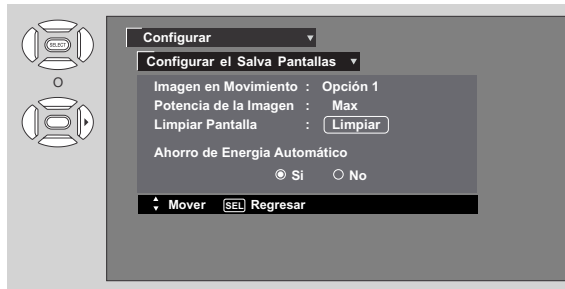 SELECT
O
Configurar
Configurar el Salva Pantallas
Imagen en Movimiento : Opción 1
Potencia de la Imagen : Max
Limpiar Pantalla : Limpiar
Ahorro de Energia Automático
Si No
Mover SEL Regresar